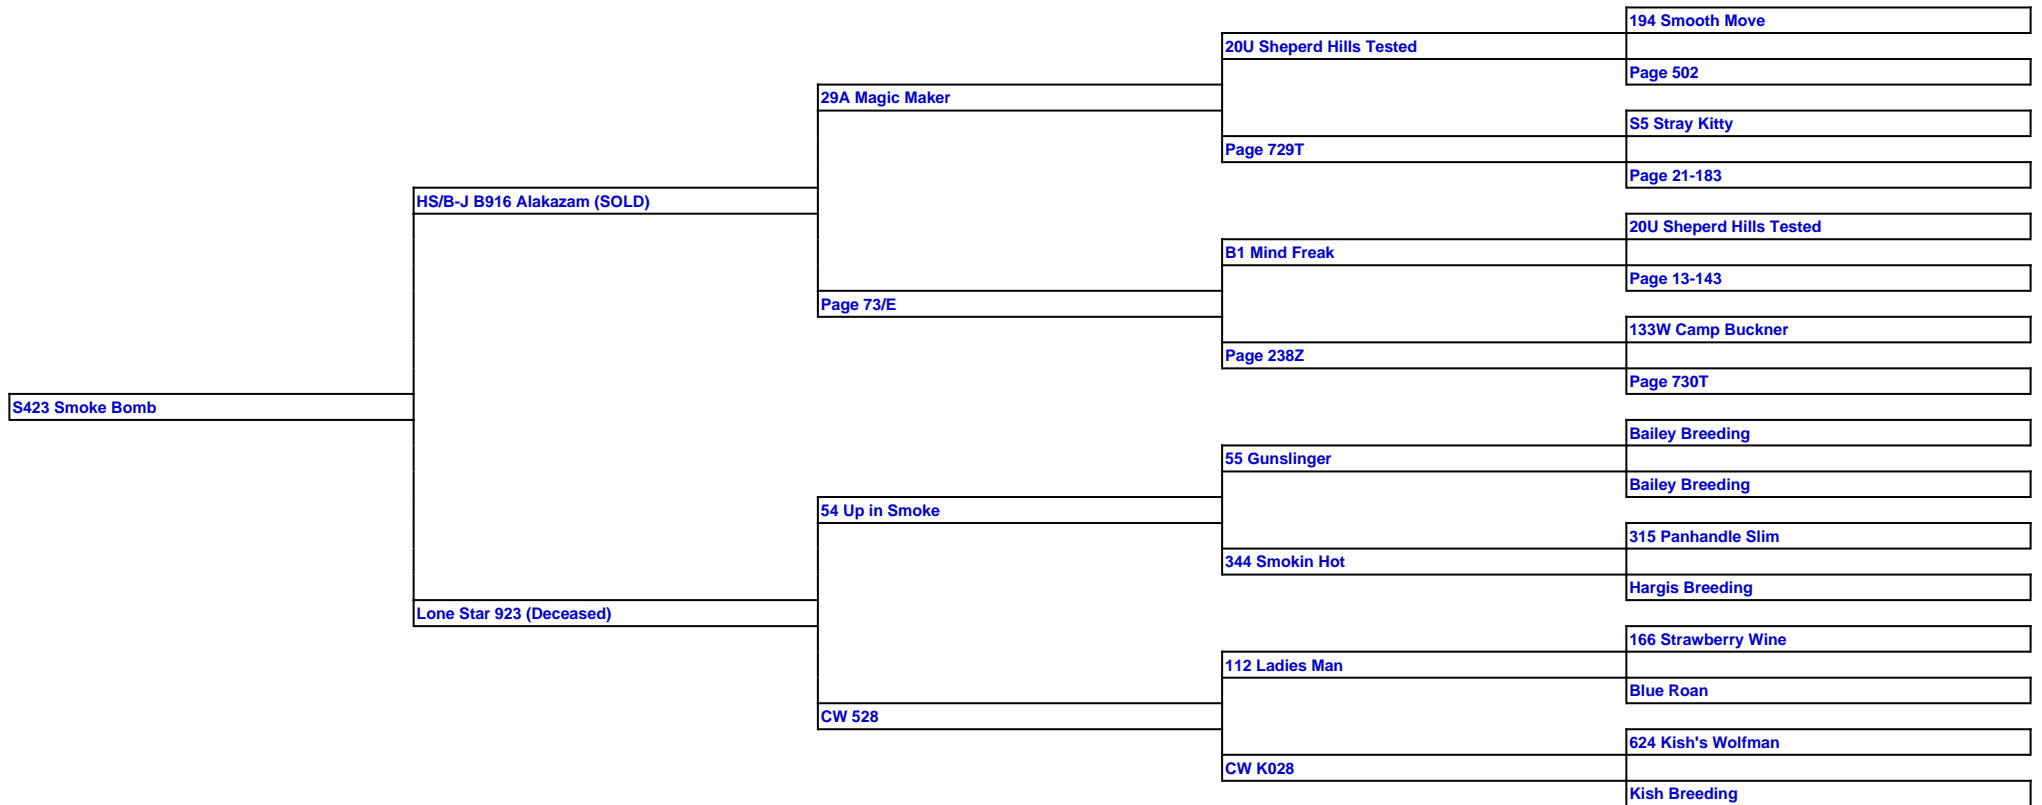 194 Smooth Move
20U Sheperd Hills Tested
Page 502
29A Magic Maker
S5 Stray Kitty
Page 729T
Page 21-183
HS/B-J B916 Alakazam (SOLD)
20U Sheperd Hills Tested
B1 Mind Freak
Page 13-143
Page 73/E
133W Camp Buckner
Page 238Z
Page 730T
S423 Smoke Bomb
Bailey Breeding
55 Gunslinger
Bailey Breeding
54 Up in Smoke
315 Panhandle Slim
344 Smokin Hot
Hargis Breeding
Lone Star 923 (Deceased)
166 Strawberry Wine
112 Ladies Man
Blue Roan
CW 528
624 Kish's Wolfman
CW K028
Kish Breeding